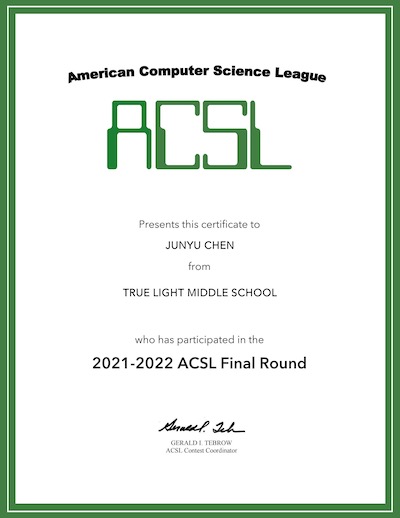 American Computer Science League
ACSL
Presents this certificate to
JUNYU CHEN
from
TRUE LIGHT MIDDLE SCHOOL
who has participated in the
2021-2022 ACSL Final Round
Gerald I. Teb
GERALD I. TEBROW
ACSL Contest Coordinator